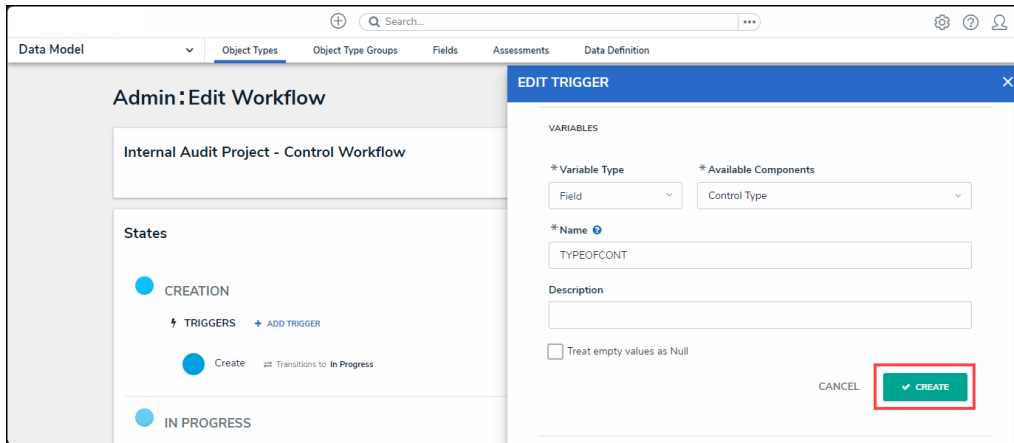 Search...
Data Model
Object Types
Object Type Groups
Fields
Assessments
Data Definition
Admin:Edit Workflow
Internal Audit Project - Control Workflow
States
CREATION
TRIGGERS + ADD TRIGGER
Create Transitions to In Progress
IN PROGRESS
EDIT TRIGGER
VARIABLES
*Variable Type *Available Components
Field Control Type
*Name
TYPEOFCONT
Description
Treat empty values as Null
CANCEL CREATE